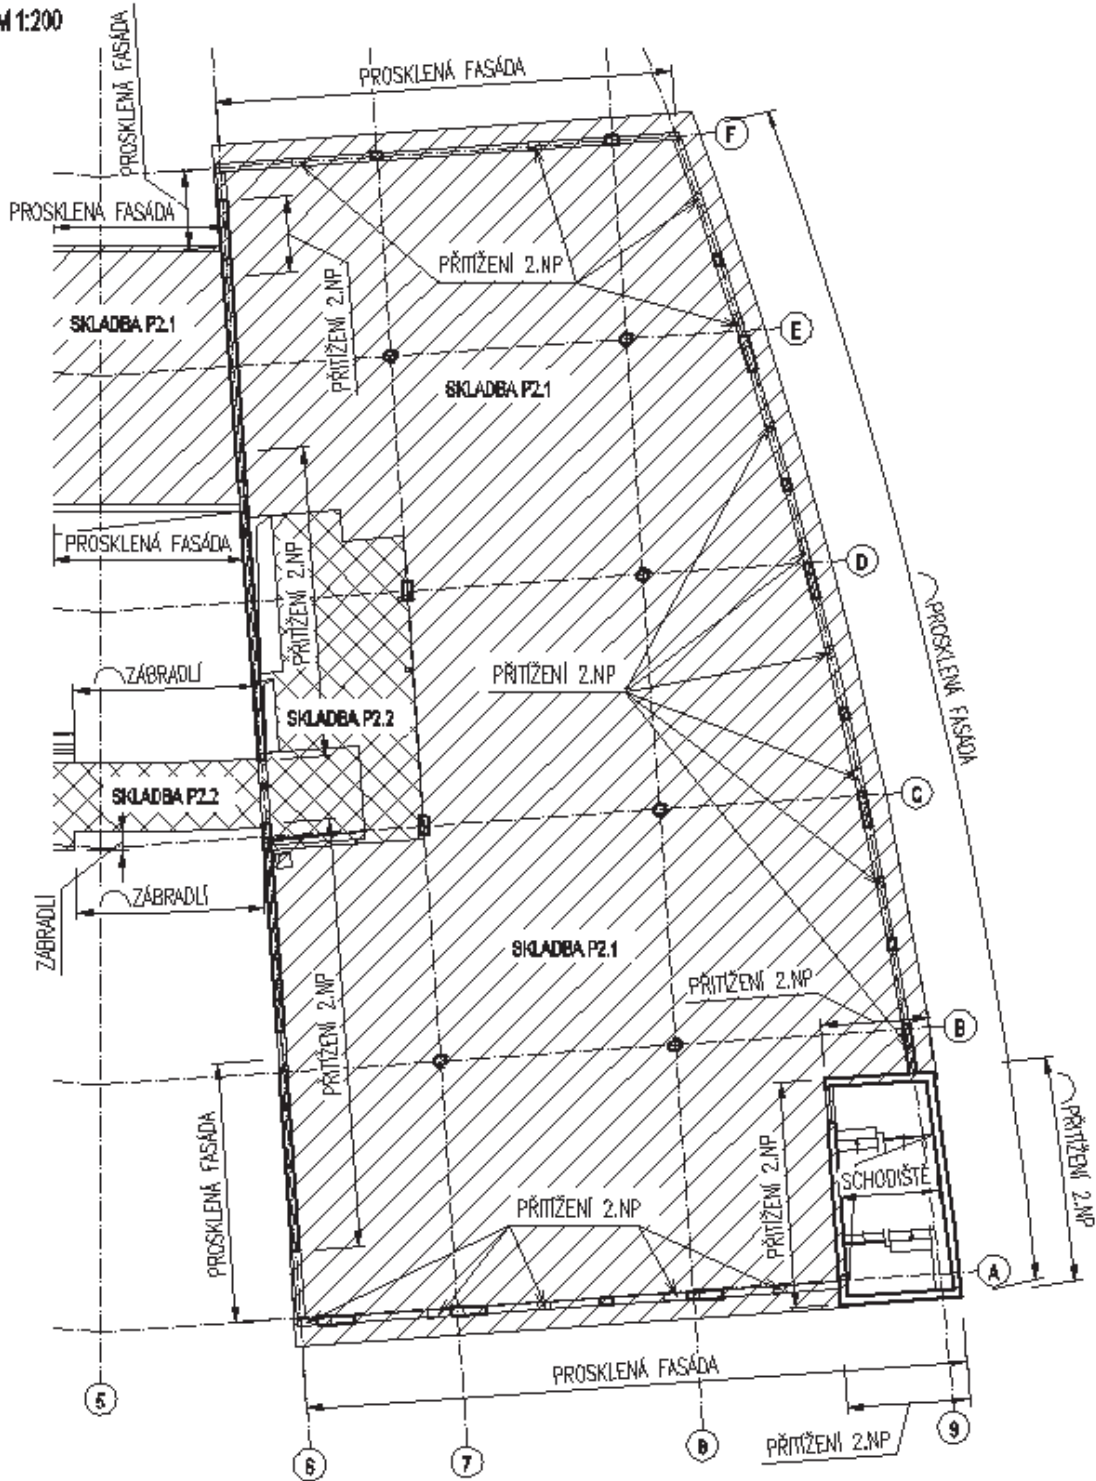 M 1:200
PROSKLENÁ FASÁDA
PROSKLENÁ FASÁDA
F
PROSKLENÁ FASÁDA
PŘITÍŽENÍ 2.NP
PŘITÍŽENÍ 2.NP
SKLADBA P2.1
E
SKLADBA P2.1
PROSKLENÁ FASÁDA
PŘITÍŽENÍ 2.NP
D
PROSKLENÁ FASÁDA
ZÁBRADLÍ
PŘITÍŽENÍ 2.NP
SKLADBA P2.2
SKLADBA P2.2
C
ZÁBRADLÍ
ZÁBRADLÍ
SKLADBA P2.1
PŘITÍŽENÍ 2.NP
PŘITÍŽENÍ 2.NP
B
PROSKLENÁ FASÁDA
PŘITÍŽENÍ 2.NP
SCHODIŠTĚ
PŘITÍŽENÍ 2.NP
PŘITÍŽENÍ 2.NP
A
PROSKLENÁ FASÁDA
5
6
7
8
9
PŘITÍŽENÍ 2.NP